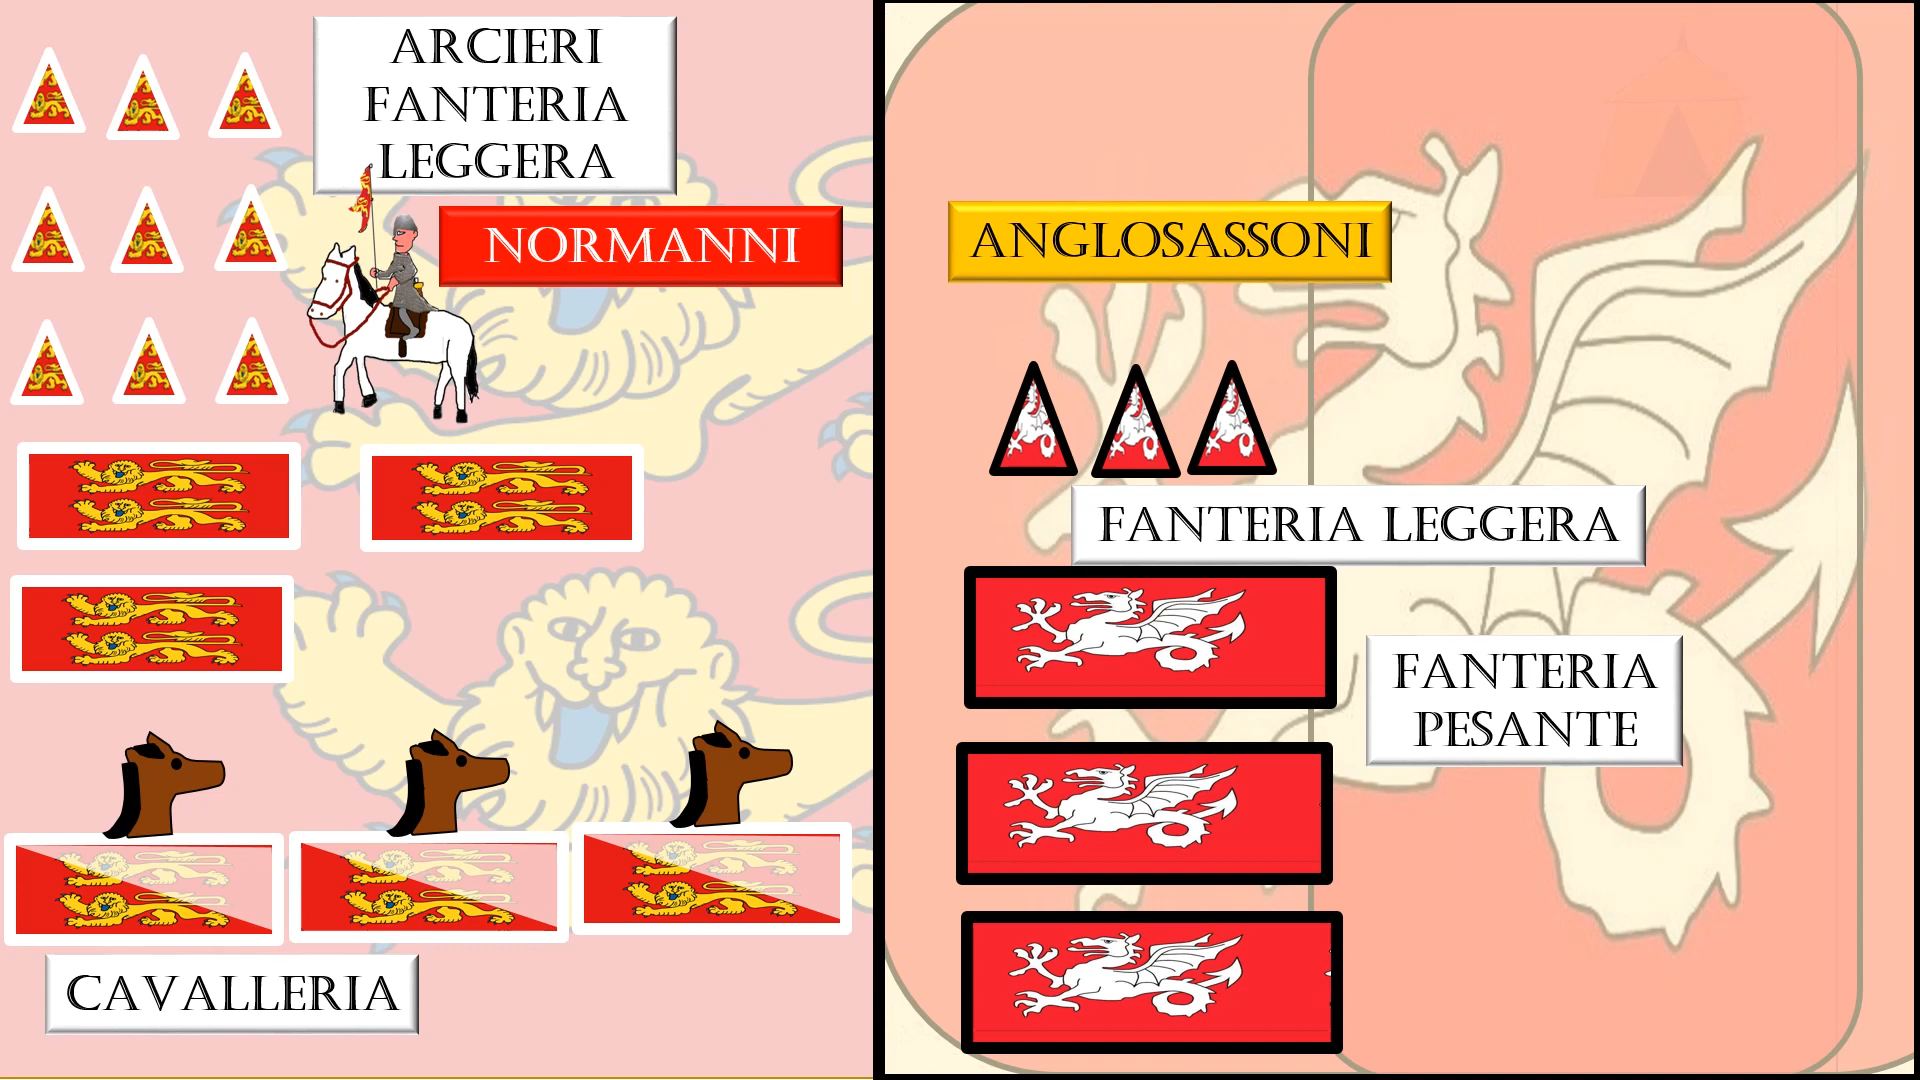 ARCIERI
FANTERIA
LEGGERA
NORMANNI
CAVALLERIA
ANGLOSASSONI
FANTERIA LEGGERA
FANTERIA
PESANTE